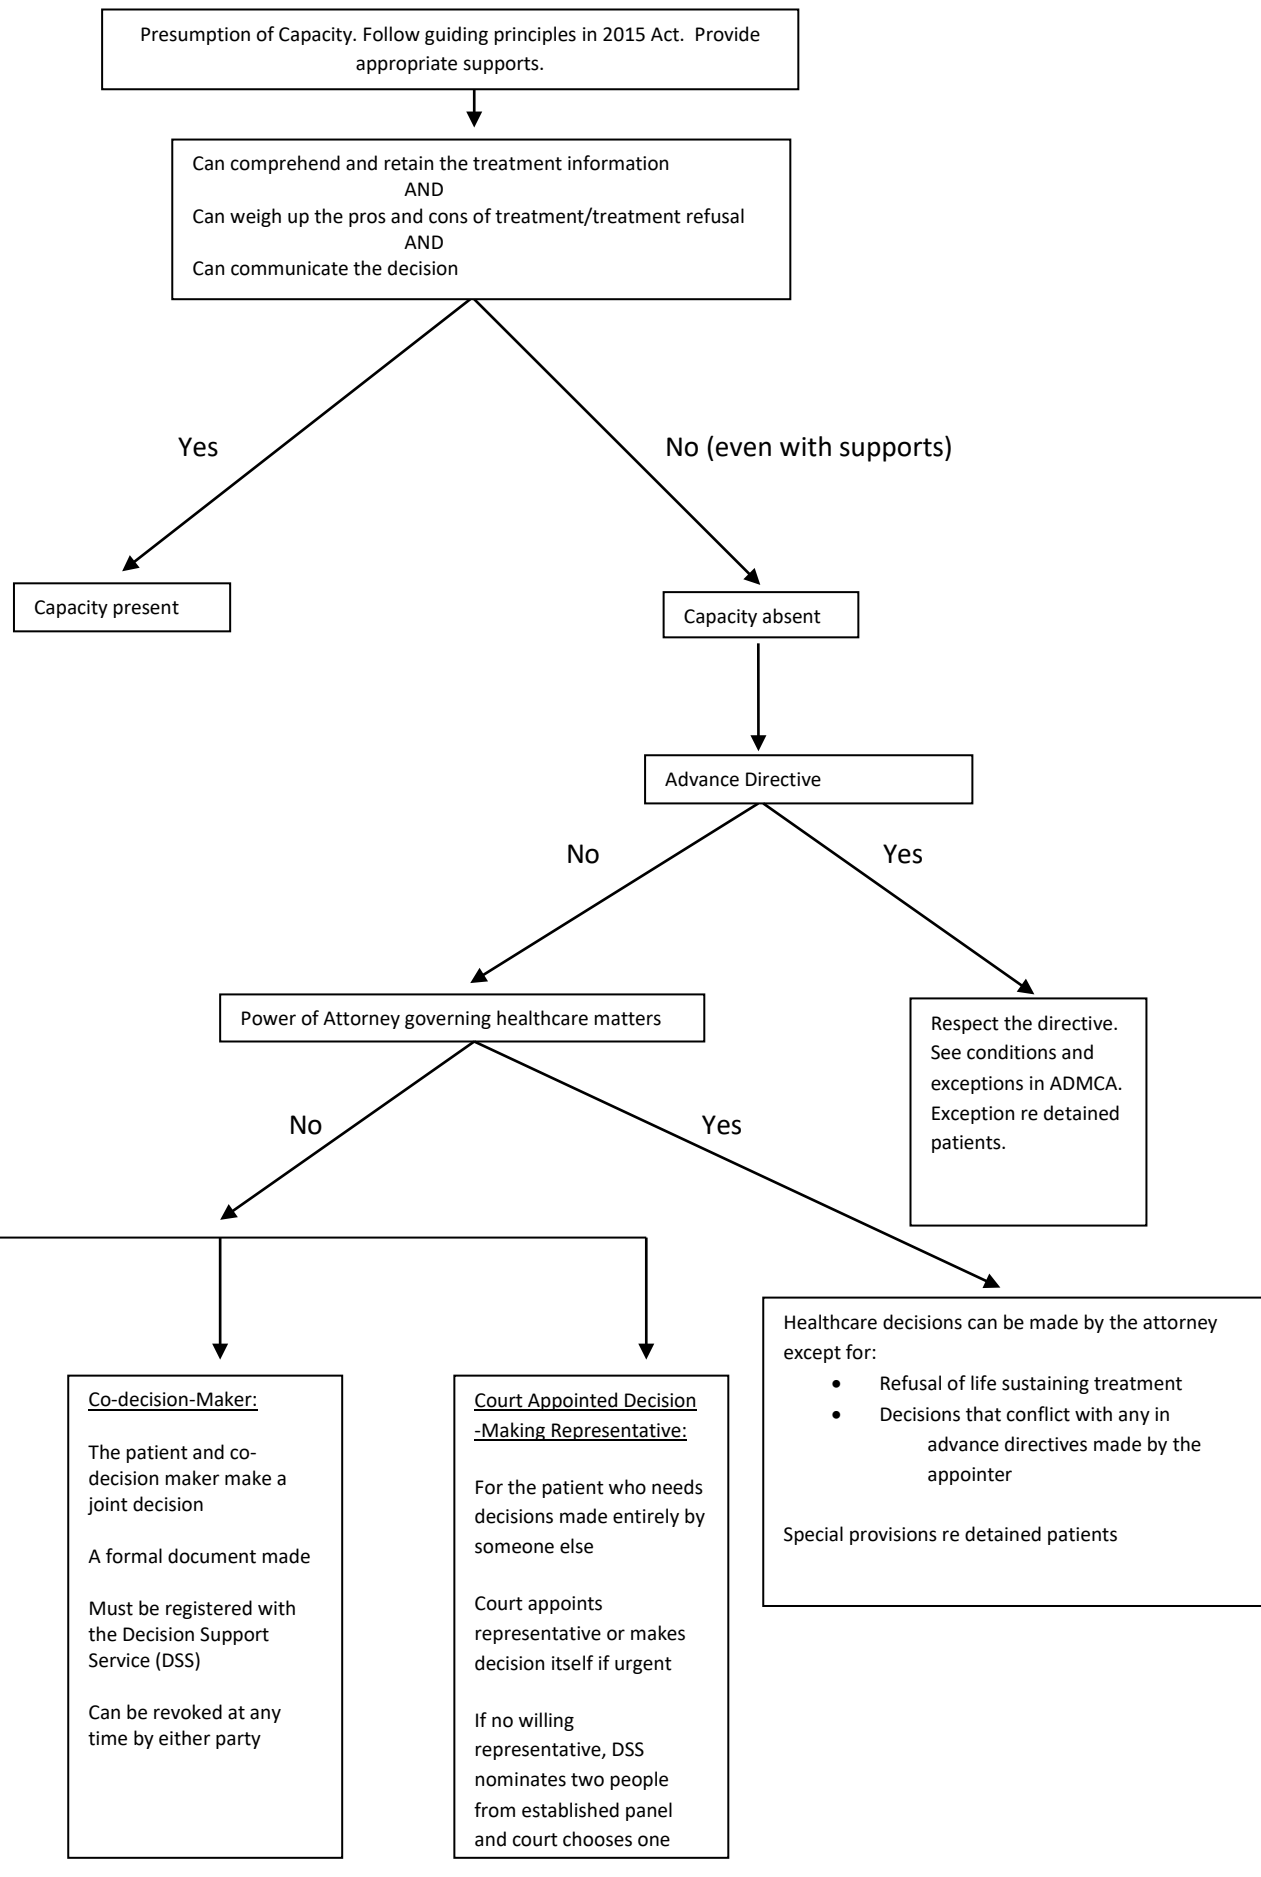 Presumption of Capacity. Follow guiding principles in 2015 Act.  Provide
appropriate supports.
Can comprehend and retain the treatment information
AND
Can weigh up the pros and cons of treatment/treatment refusal
AND
Can communicate the decision
Yes
No (even with supports)
Capacity present
Capacity absent
Advance Directive
No
Yes
Power of Attorney governing healthcare matters
Respect the directive.
See conditions and
exceptions in ADMCA.
Exception re detained
patients.
No
Yes
Co-decision-Maker:
The patient and co-
decision maker make a
joint decision
A formal document made
Must be registered with
the Decision Support
Service (DSS)
Can be revoked at any
time by either party
Court Appointed Decision
-Making Representative:
For the patient who needs
decisions made entirely by
someone else
Court appoints
representative or makes
decision itself if urgent
If no willing
representative, DSS
nominates two people
from established panel
and court chooses one
Healthcare decisions can be made by the attorney
except for:
• Refusal of life sustaining treatment
• Decisions that conflict with any in
advance directives made by the
appointer
Special provisions re detained patients